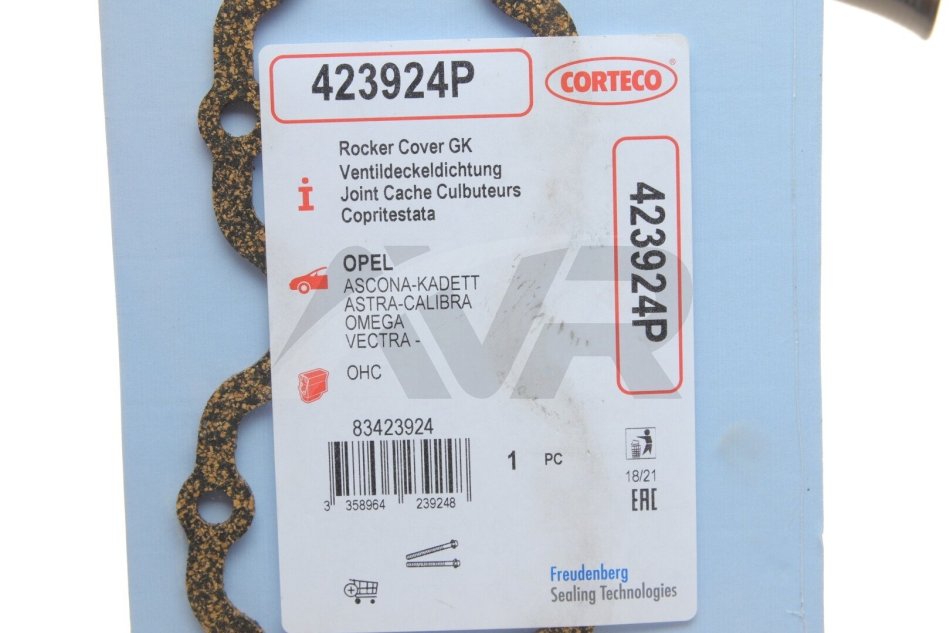 423924P
CORTECO
Rocker Cover GK
Ventildeckeldichtung
Joint Cache Culbuteurs
Copritestata
423924P
OPEL
ASCONA-KADETT
ASTRA-CALIBRA
OMEGA
VECTRA -
OHC
AVR
83423924
3 358964 239248
1 PC
18/21
EAC
Freudenberg
Sealing Technologies